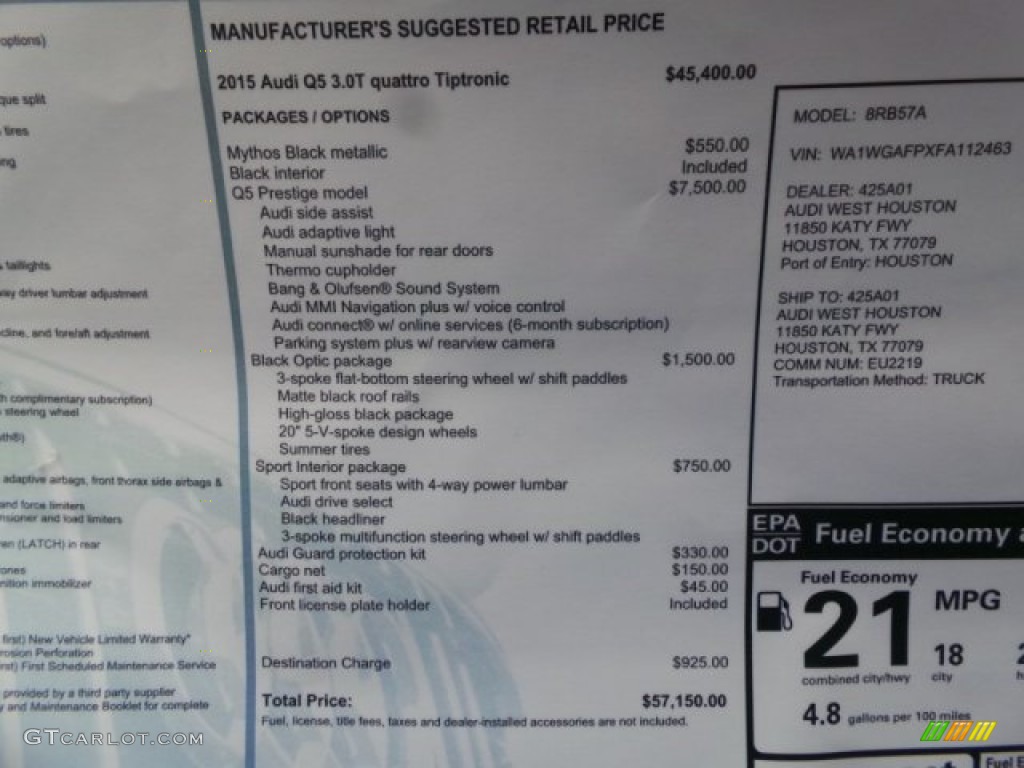 options)
que split
tires
ng
taillights
way driver lumbar adjustment
cline, and fore/aft adjustment
h complimentary subscription)
steering wheel
oth®)
adaptive airbags, front thorax side airbags &
and force limiters
nsioner and load limiters
en (LATCH) in rear
ones
nition immobilizer
first) New Vehicle Limited Warranty*
rosion Perforation
rst) First Scheduled Maintenance Service
provided by a third party supplier
y and Maintenance Booklet for complete
MANUFACTURER'S SUGGESTED RETAIL PRICE
2015 Audi Q5 3.0T quattro Tiptronic $45,400.00
PACKAGES / OPTIONS
Mythos Black metallic $550.00
Black interior Included
Q5 Prestige model $7,500.00
Audi side assist
Audi adaptive light
Manual sunshade for rear doors
Thermo cupholder
Bang & Olufsen® Sound System
Audi MMI Navigation plus w/ voice control
Audi connect® w/ online services (6-month subscription)
Parking system plus w/ rearview camera
Black Optic package $1,500.00
3-spoke flat-bottom steering wheel w/ shift paddles
Matte black roof rails
High-gloss black package
20" 5-V-spoke design wheels
Summer tires
Sport Interior package $750.00
Sport front seats with 4-way power lumbar
Audi drive select
Black headliner
3-spoke multifunction steering wheel w/ shift paddles
Audi Guard protection kit $330.00
Cargo net $150.00
Audi first aid kit $45.00
Front license plate holder Included
Destination Charge $925.00
Total Price: $57,150.00
Fuel, license, title fees, taxes and dealer-installed accessories are not included.
MODEL: 8RB57A
VIN: WA1WGAFPXFA112463
DEALER: 425A01
AUDI WEST HOUSTON
11850 KATY FWY
HOUSTON, TX 77079
Port of Entry: HOUSTON
SHIP TO: 425A01
AUDI WEST HOUSTON
11850 KATY FWY
HOUSTON, TX 77079
COMM NUM: EU2219
Transportation Method: TRUCK
EPA
DOT
Fuel Economy a
Fuel Economy
21 MPG
18
combined city/hwy city
4.8 gallons per 100 miles
Fuel E
GTCARLOT.COM